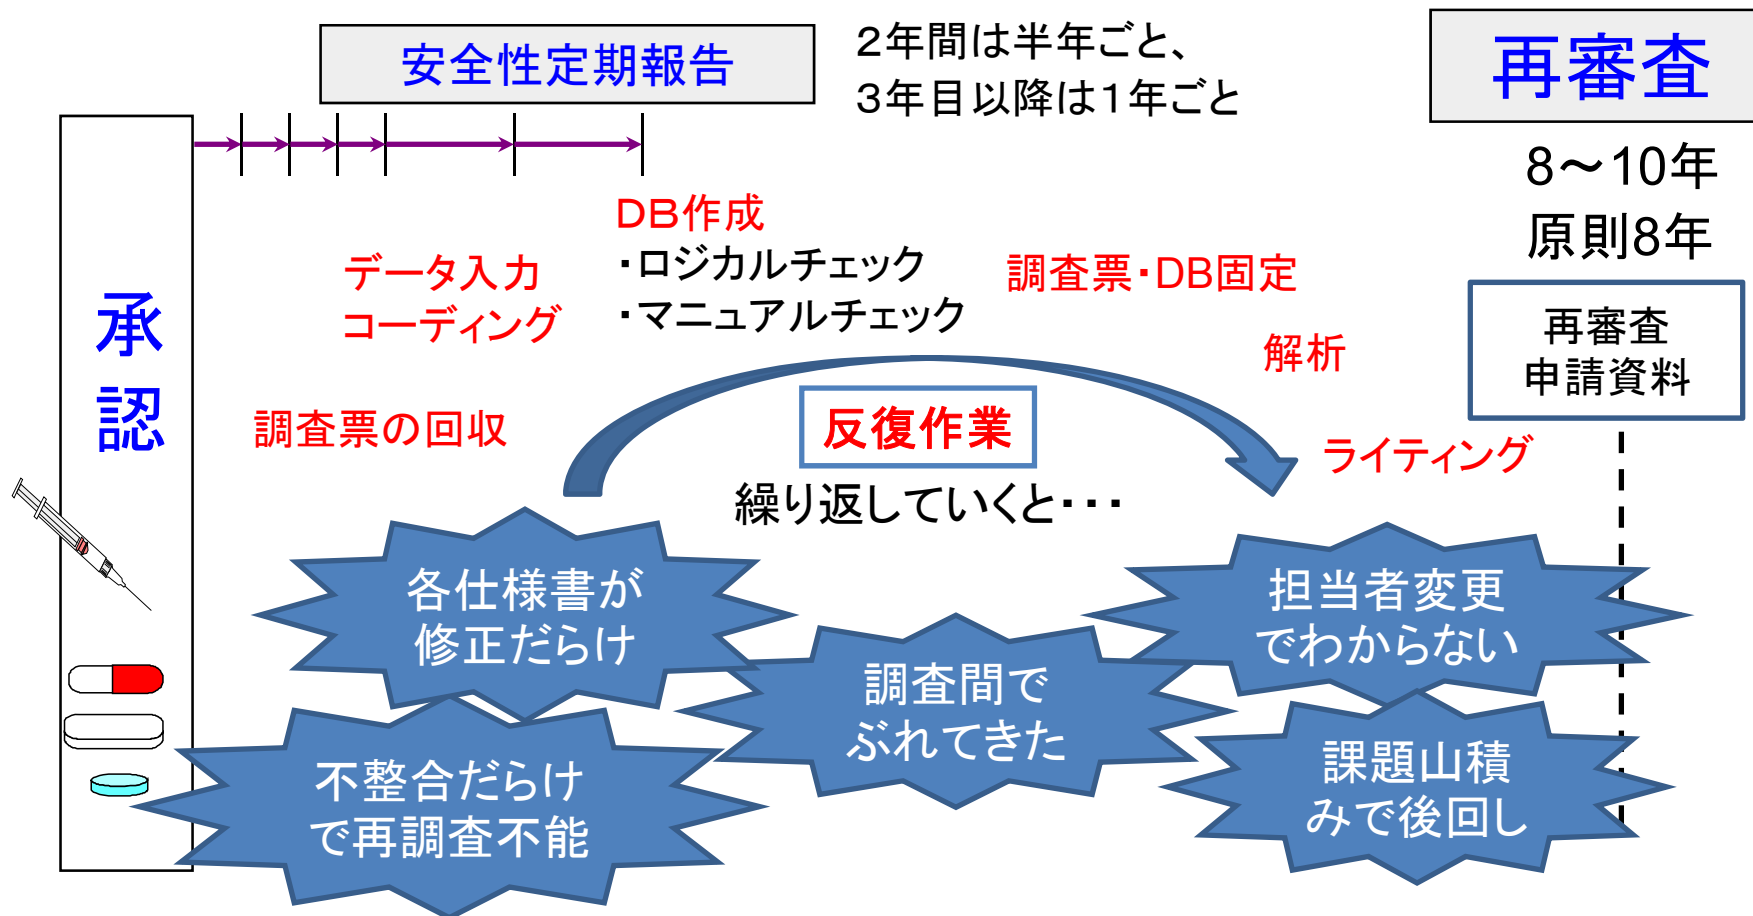 安全性定期報告
２年間は半年ごと、
３年目以降は１年ごと
再審査
8～10年
原則8年
再審査
申請資料
承
認
ＤＢ作成
・ロジカルチェック
・マニュアルチェック
データ入力
コーディング
調査票・DB固定
解析
調査票の回収
反復作業
ライティング
繰り返していくと・・・
各仕様書が
修正だらけ
担当者変更
でわからない
調査間で
ぶれてきた
不整合だらけ
で再調査不能
課題山積
みで後回し